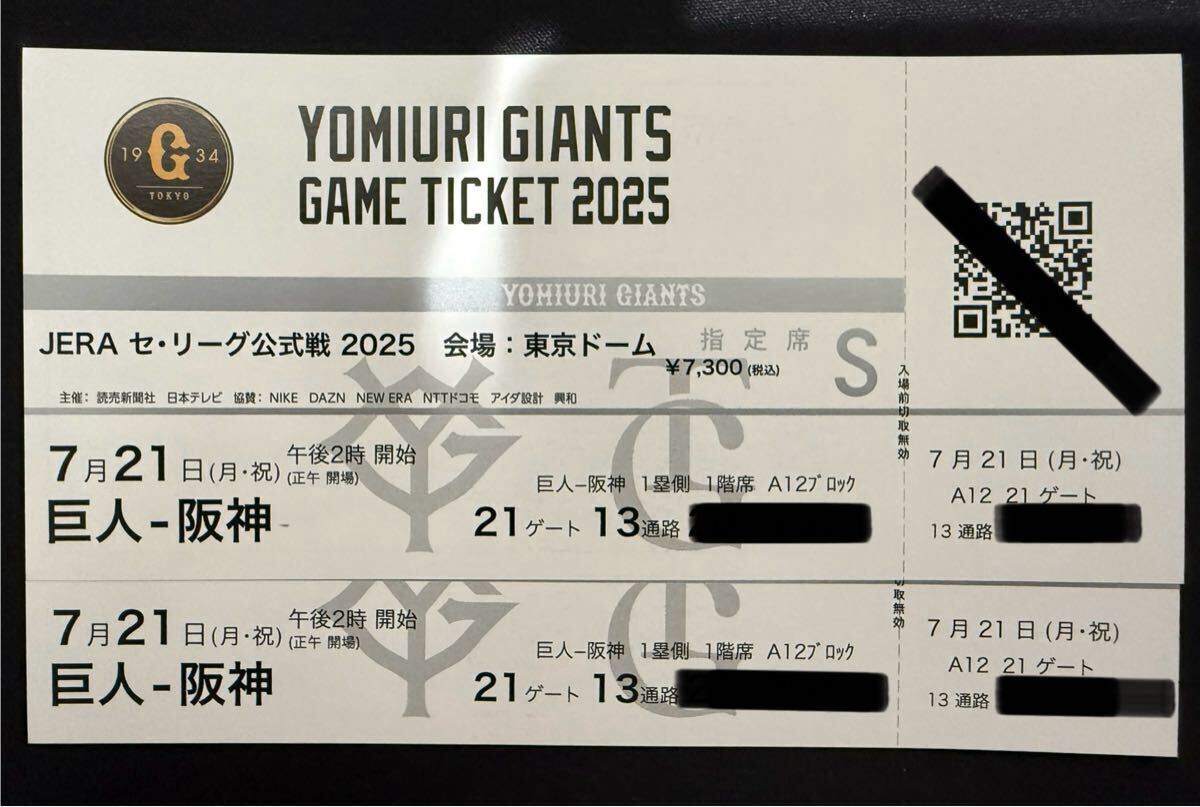 19 G 34
TOKYO
YOMIURI GIANTS
GAME TICKET 2025
YOMIURI GIANTS
JERA セ・リーグ公式戦 2025 会場：東京ドーム
指定席 S
¥7,300 (税込)
主催： 読売新聞社 日本テレビ 協賛： NIKE DAZN NEW ERA NTTドコモ アイダ設計 興和
入場前切取無効
7月21日(月・祝) 午後2時 開始
(正午 開場)
巨人-阪神
巨人−阪神 1塁側 1階席 A12ブロック
21ゲート 13通路
7月21日(月・祝)
A12 21 ゲート
13 通路
7月21日(月・祝) 午後2時 開始
(正午 開場)
巨人-阪神
巨人−阪神 1塁側 1階席 A12ブロック
21ゲート 13通路
取無効
7月21日(月・祝)
A12 21 ゲート
13 通路